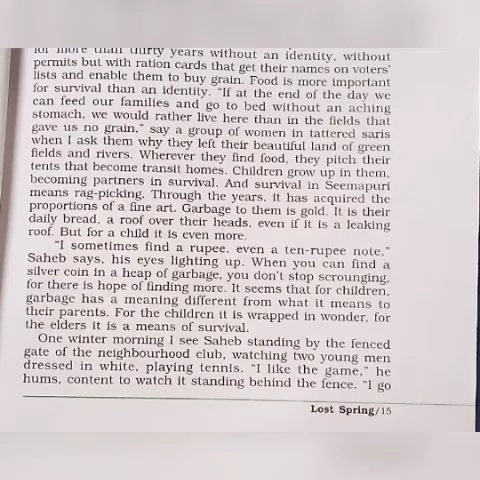 for more than thirty years without an identity, without
permits but with ration cards that get their names on voters'
lists and enable them to buy grain. Food is more important
for survival than an identity. "If at the end of the day we
can feed our families and go to bed without an aching
stomach, we would rather live here than in the fields that
gave us no grain," say a group of women in tattered saris
when I ask them why they left their beautiful land of green
fields and rivers. Wherever they find food, they pitch their
tents that become transit homes. Children grow up in them,
becoming partners in survival. And survival in Seemapuri
means rag-picking. Through the years, it has acquired the
proportions of a fine art. Garbage to them is gold. It is their
daily bread, a roof over their heads, even if it is a leaking
roof. But for a child it is even more.
"I sometimes find a rupee, even a ten-rupee note,"
Saheb says, his eyes lighting up. When you can find a
silver coin in a heap of garbage, you don't stop scrounging,
for there is hope of finding more. It seems that for children,
garbage has a meaning different from what it means to
their parents. For the children it is wrapped in wonder, for
the elders it is a means of survival.
One winter morning I see Saheb standing by the fenced
gate of the neighbourhood club, watching two young men
dressed in white, playing tennis. "I like the game," he
hums, content to watch it standing behind the fence. "I go
Lost Spring/15